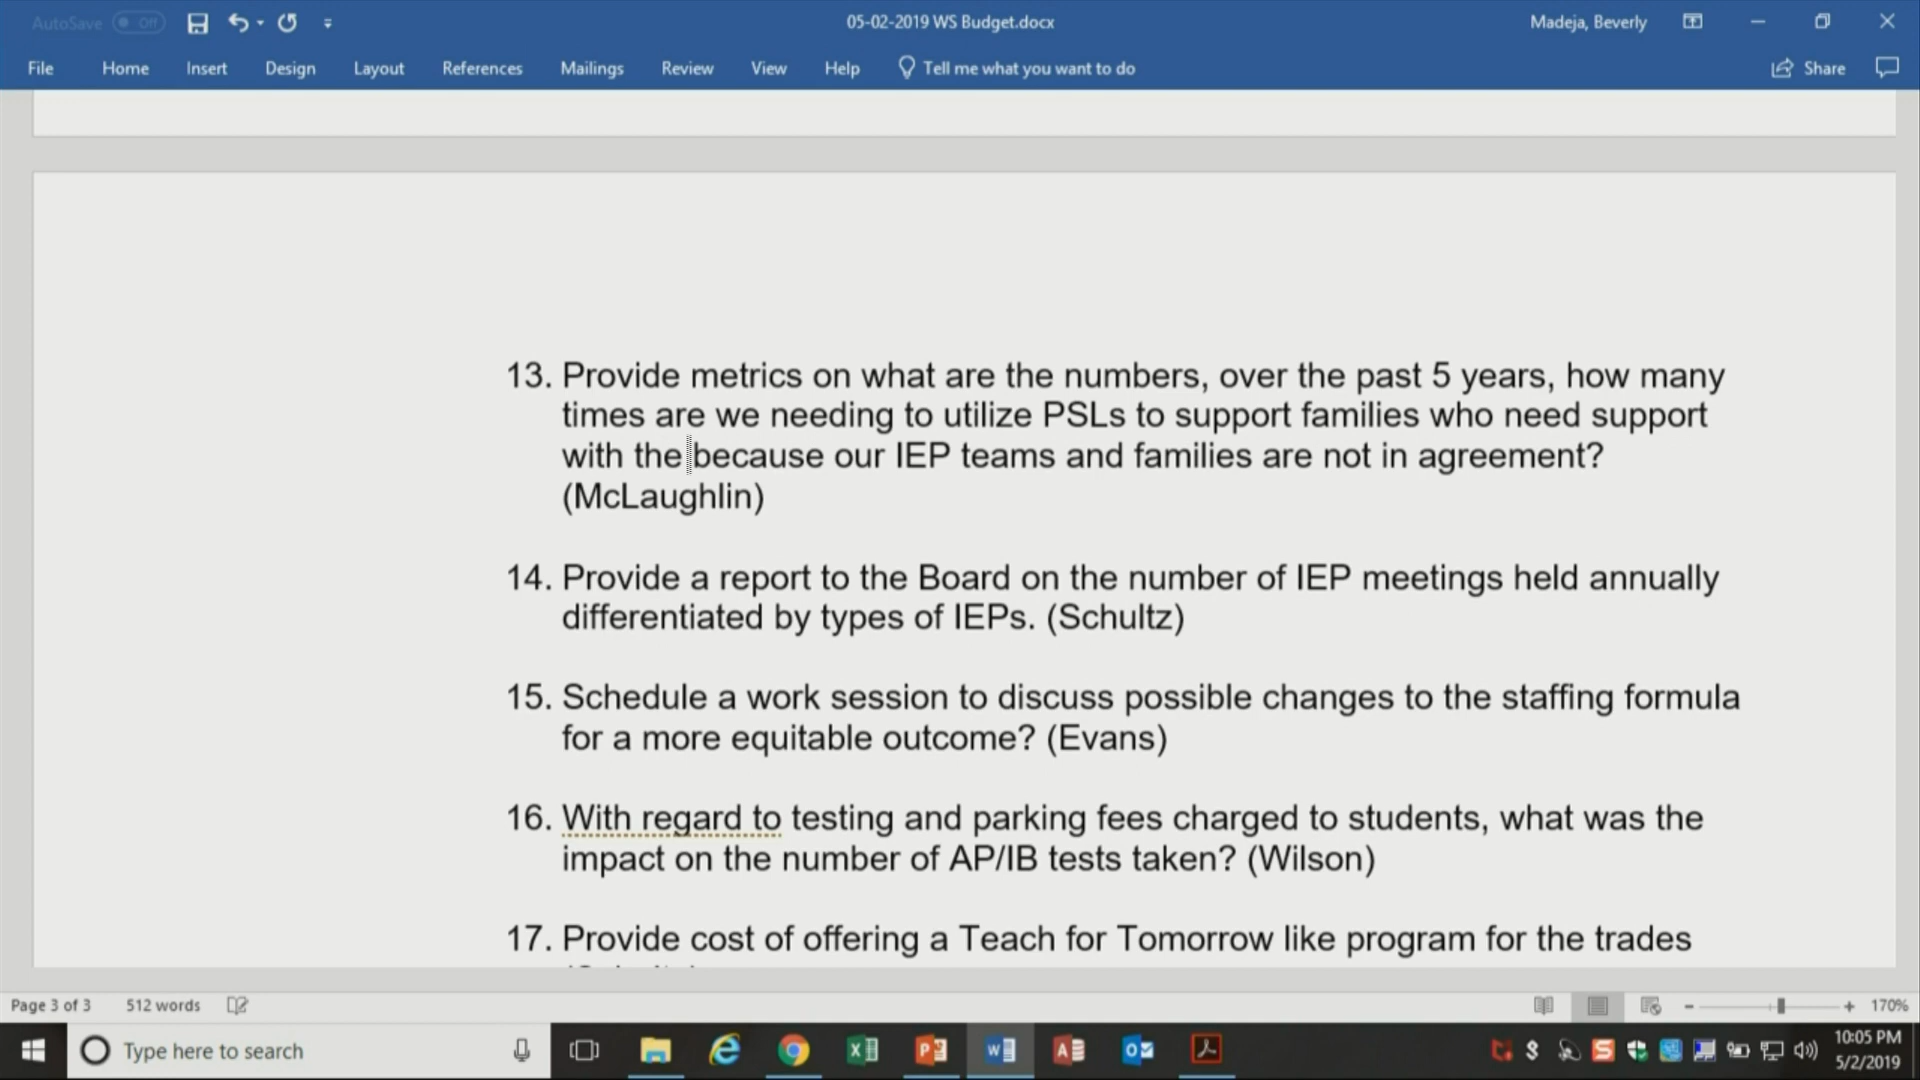 AutoSave Off
05-02-2019 WS Budget.docx
Madeja, Beverly
File Home Insert Design Layout References Mailings Review View Help Tell me what you want to do Share
13. Provide metrics on what are the numbers, over the past 5 years, how many
times are we needing to utilize PSLs to support families who need support
with the because our IEP teams and families are not in agreement?
(McLaughlin)
14. Provide a report to the Board on the number of IEP meetings held annually
differentiated by types of IEPs. (Schultz)
15. Schedule a work session to discuss possible changes to the staffing formula
for a more equitable outcome? (Evans)
16. With regard to testing and parking fees charged to students, what was the
impact on the number of AP/IB tests taken? (Wilson)
17. Provide cost of offering a Teach for Tomorrow like program for the trades
Page 3 of 3 512 words
170%
Type here to search
10:05 PM
5/2/2019